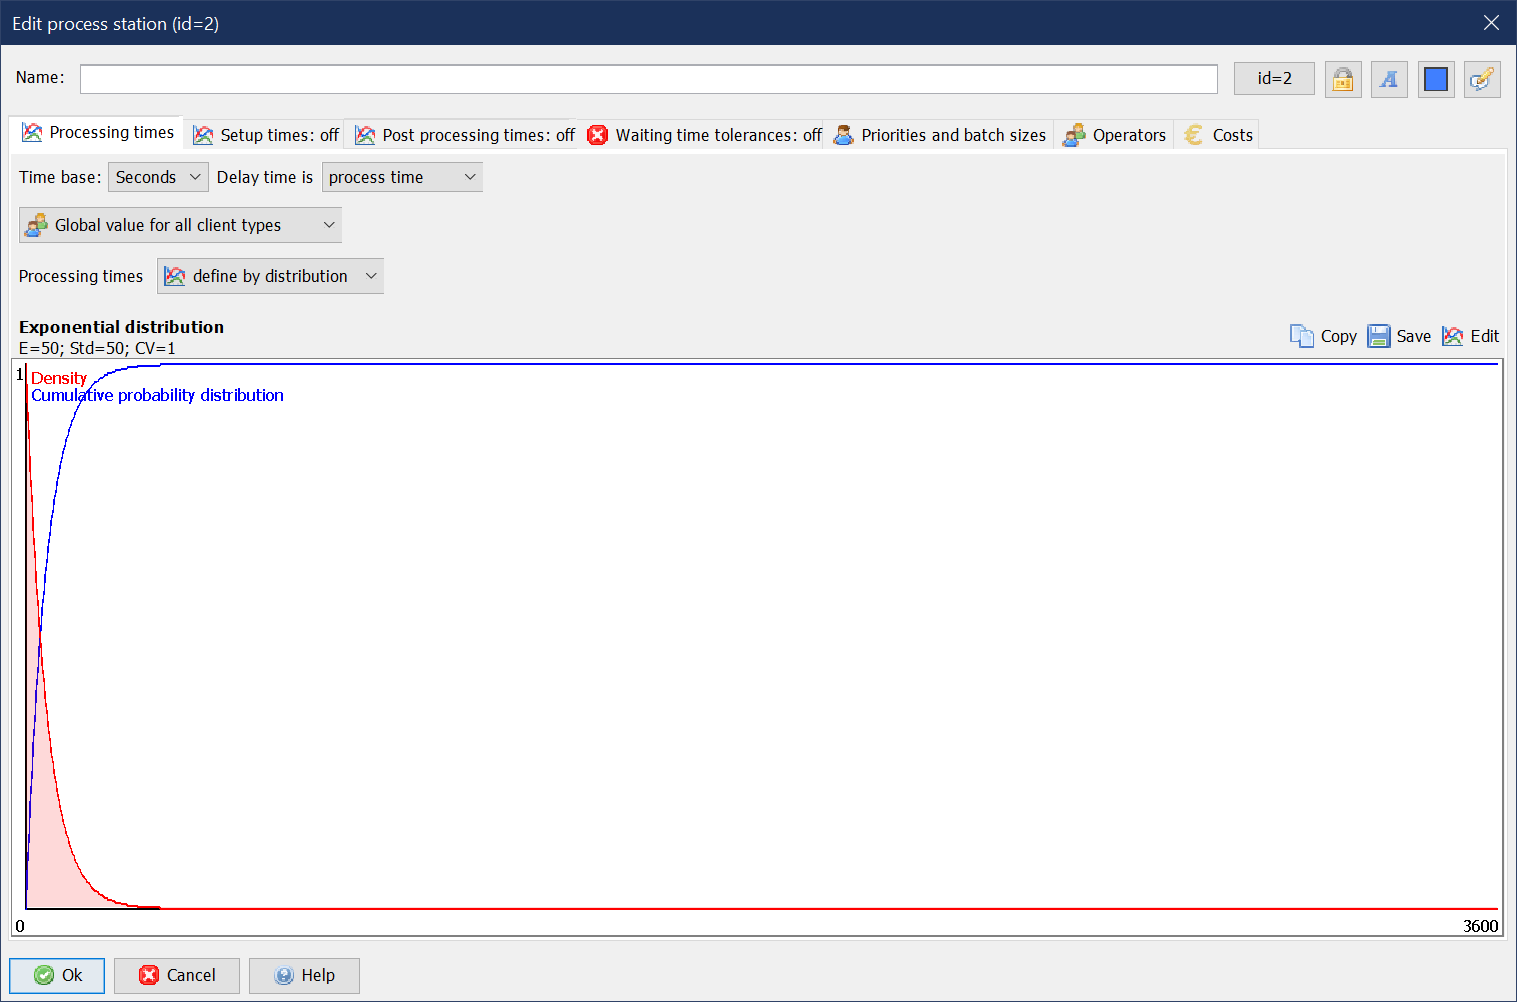 Edit process station (id=2)
Name: id=2
Processing times Setup times: off Post processing times: off Waiting time tolerances: off Priorities and batch sizes Operators Costs
Time base: Seconds Delay time is process time
Global value for all client types
Processing times define by distribution
Exponential distribution
E=50; Std=50; CV=1
Copy Save Edit
1
Density
Cumulative probability distribution
0 3600
Ok Cancel Help